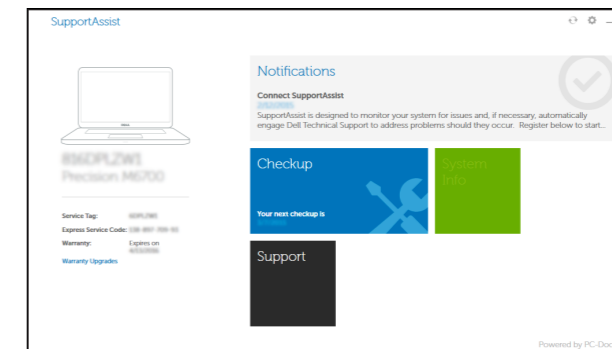 SupportAssist
Notifications
Connect SupportAssist
SupportAssist is designed to monitor your system for issues and, if necessary, automatically
engage Dell Technical Support to address problems should they occur. Register below to start...
Precision M6700
Checkup
System
Info
Service Tag:
Express Service Code:
Warranty: Expires on
Warranty Upgrades
Your next checkup is
Support
Powered by PC-Doc